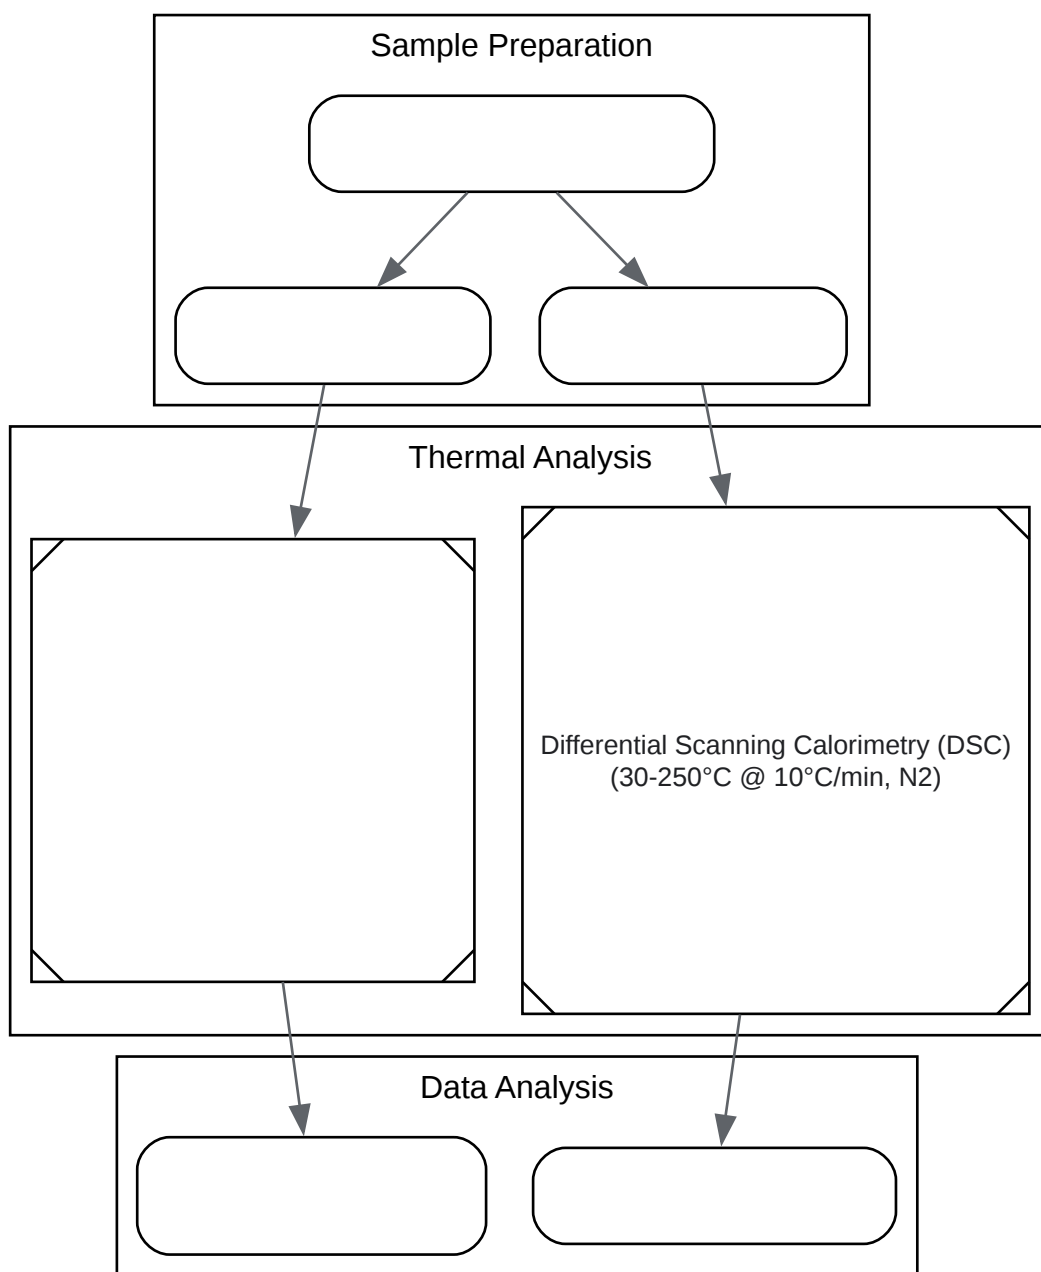 Sample Preparation
Thermal Analysis
Differential Scanning Calorimetry (DSC)
(30-250°C @ 10°C/min, N2)
Data Analysis